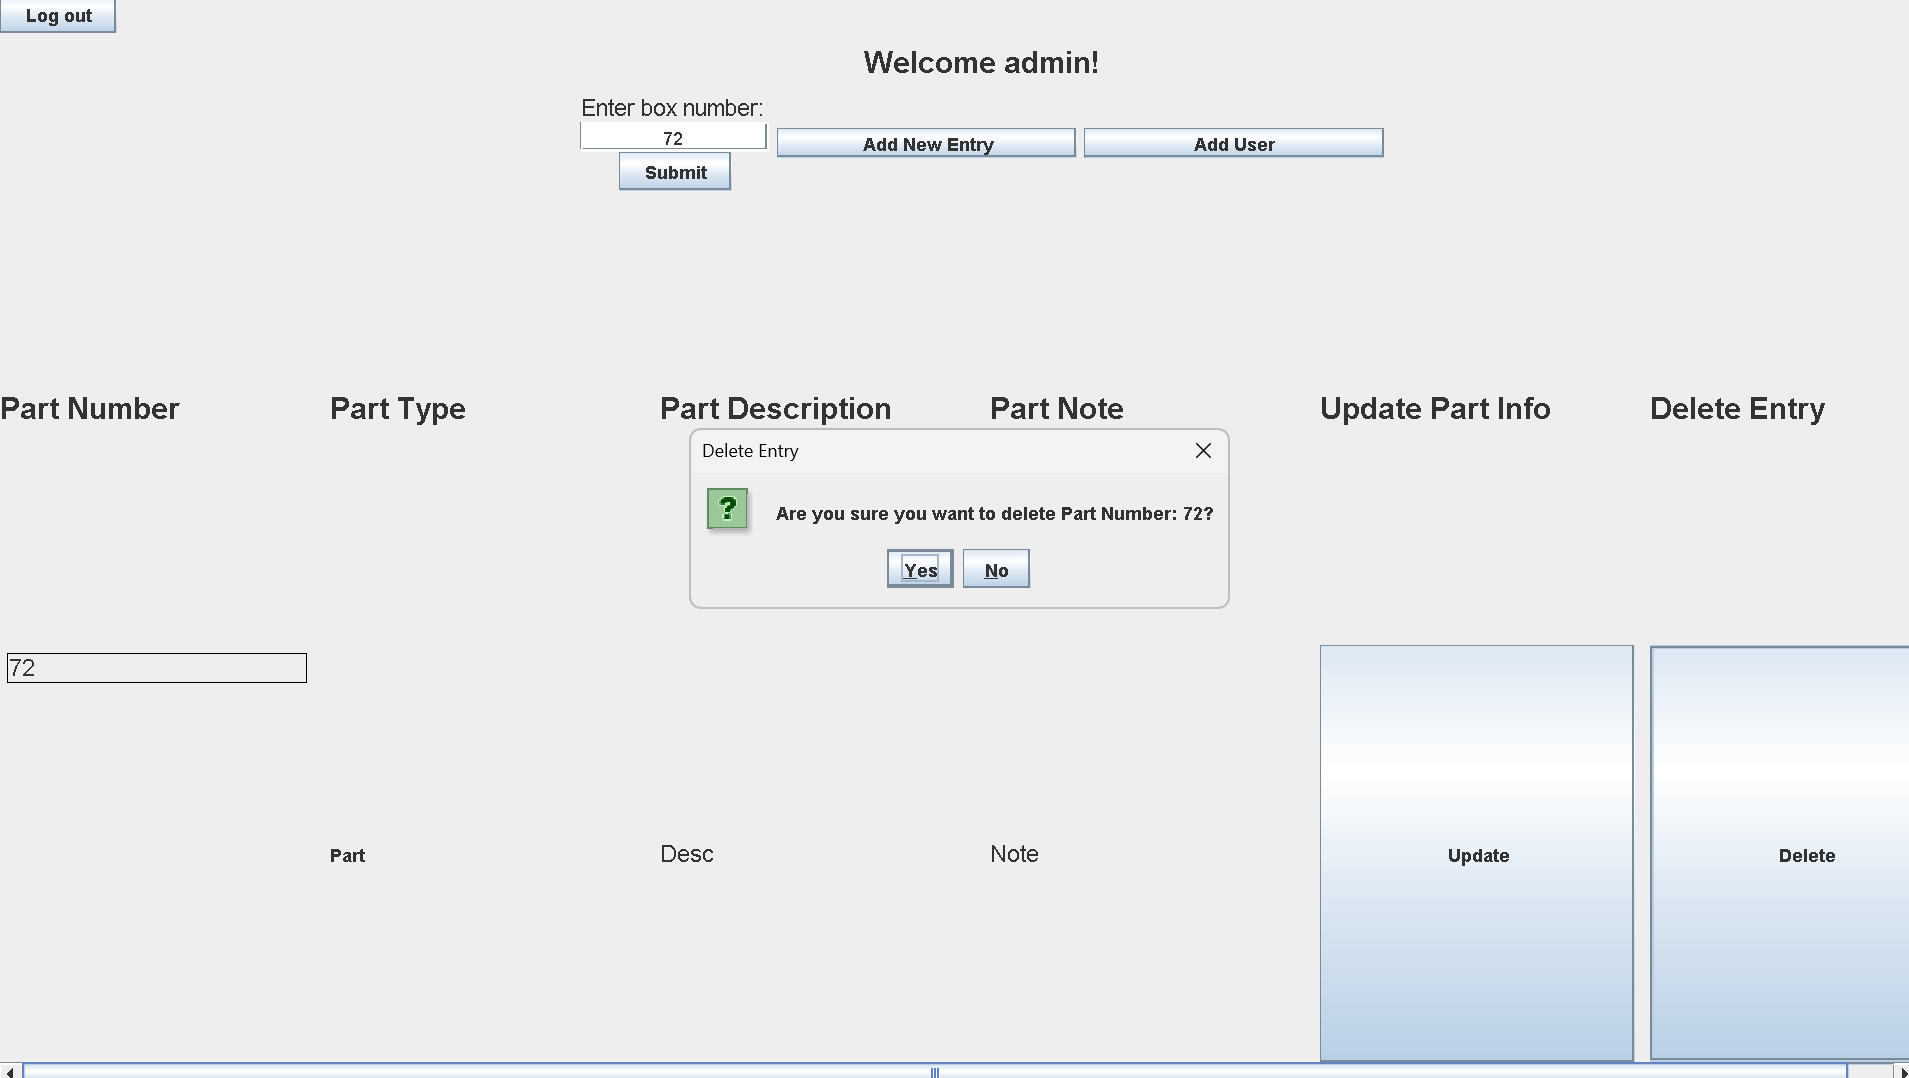 Log out
Welcome admin!
Enter box number:
72
Add New Entry
Add User
Submit
Part Number
Part Type
Part Description
Part Note
Update Part Info
Delete Entry
Delete Entry
?
Are you sure you want to delete Part Number: 72?
Yes
No
72
Part
Desc
Note
Update
Delete